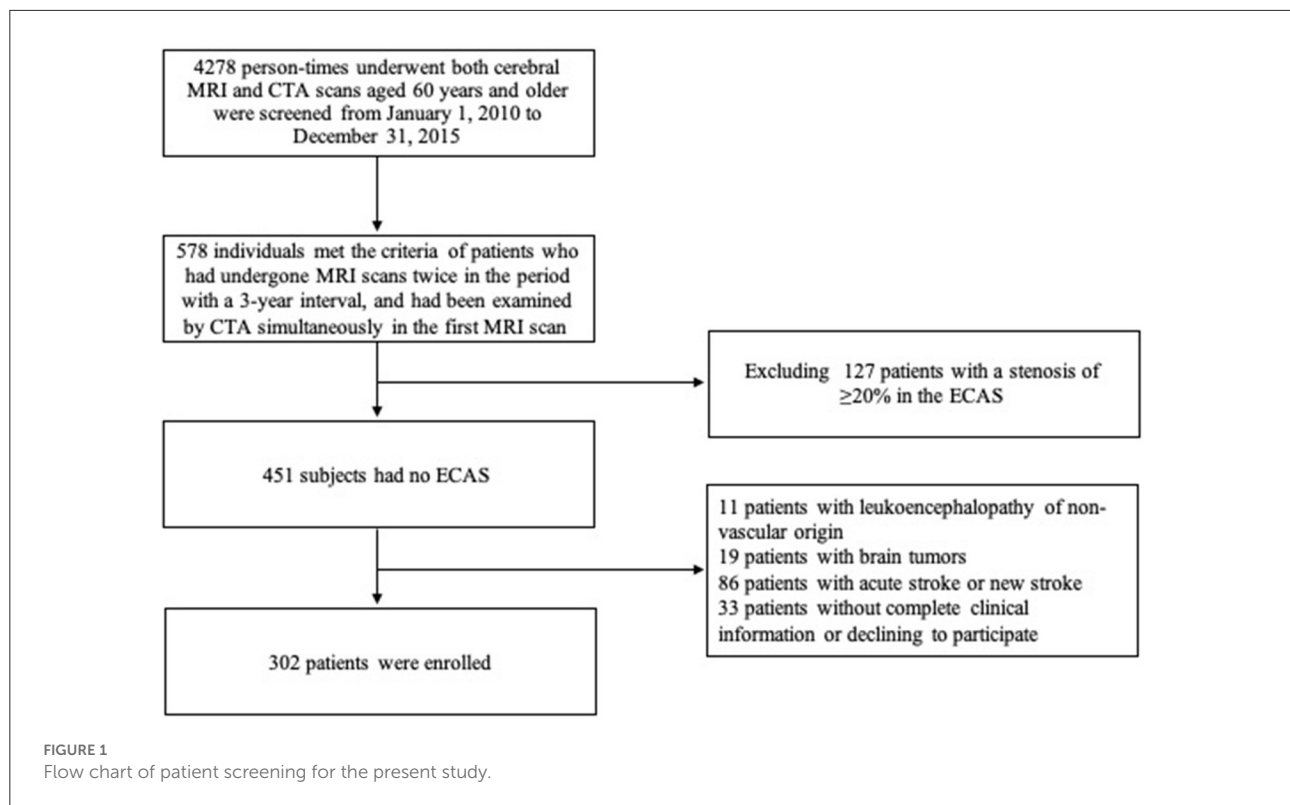 4278 person-times underwent both cerebral
MRI and CTA scans aged 60 years and older
were screened from January 1, 2010 to
December 31, 2015
578 individuals met the criteria of patients who
had undergone MRI scans twice in the period
with a 3-year interval, and had been examined
by CTA simultaneously in the first MRI scan
Excluding 127 patients with a stenosis of
≥20% in the ECAS
451 subjects had no ECAS
11 patients with leukoencephalopathy of non-
vascular origin
19 patients with brain tumors
86 patients with acute stroke or new stroke
33 patients without complete clinical
information or declining to participate
302 patients were enrolled
FIGURE 1
Flow chart of patient screening for the present study.